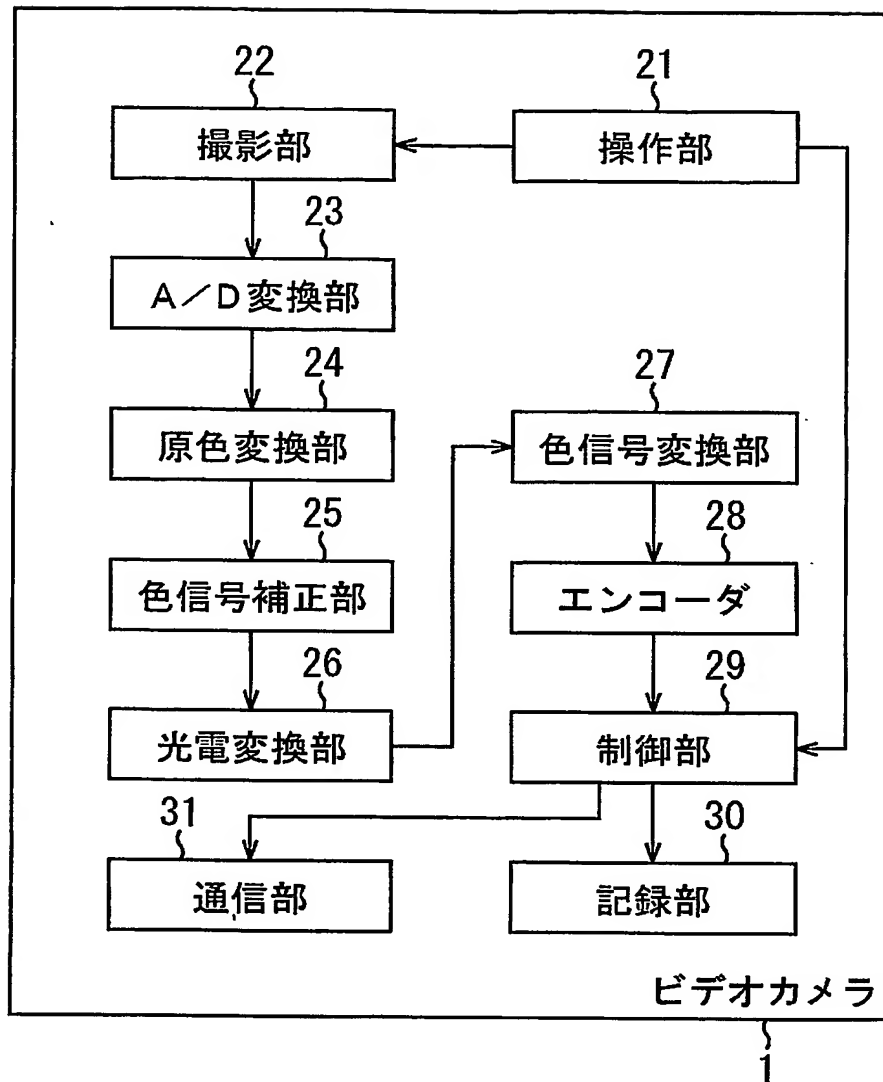 22
撮影部
21
操作部
23
A/D変換部
24
原色変換部
27
色信号変換部
25
色信号補正部
28
エンコーダ
26
光電変換部
29
制御部
31
通信部
30
記録部
ビデオカメラ
1